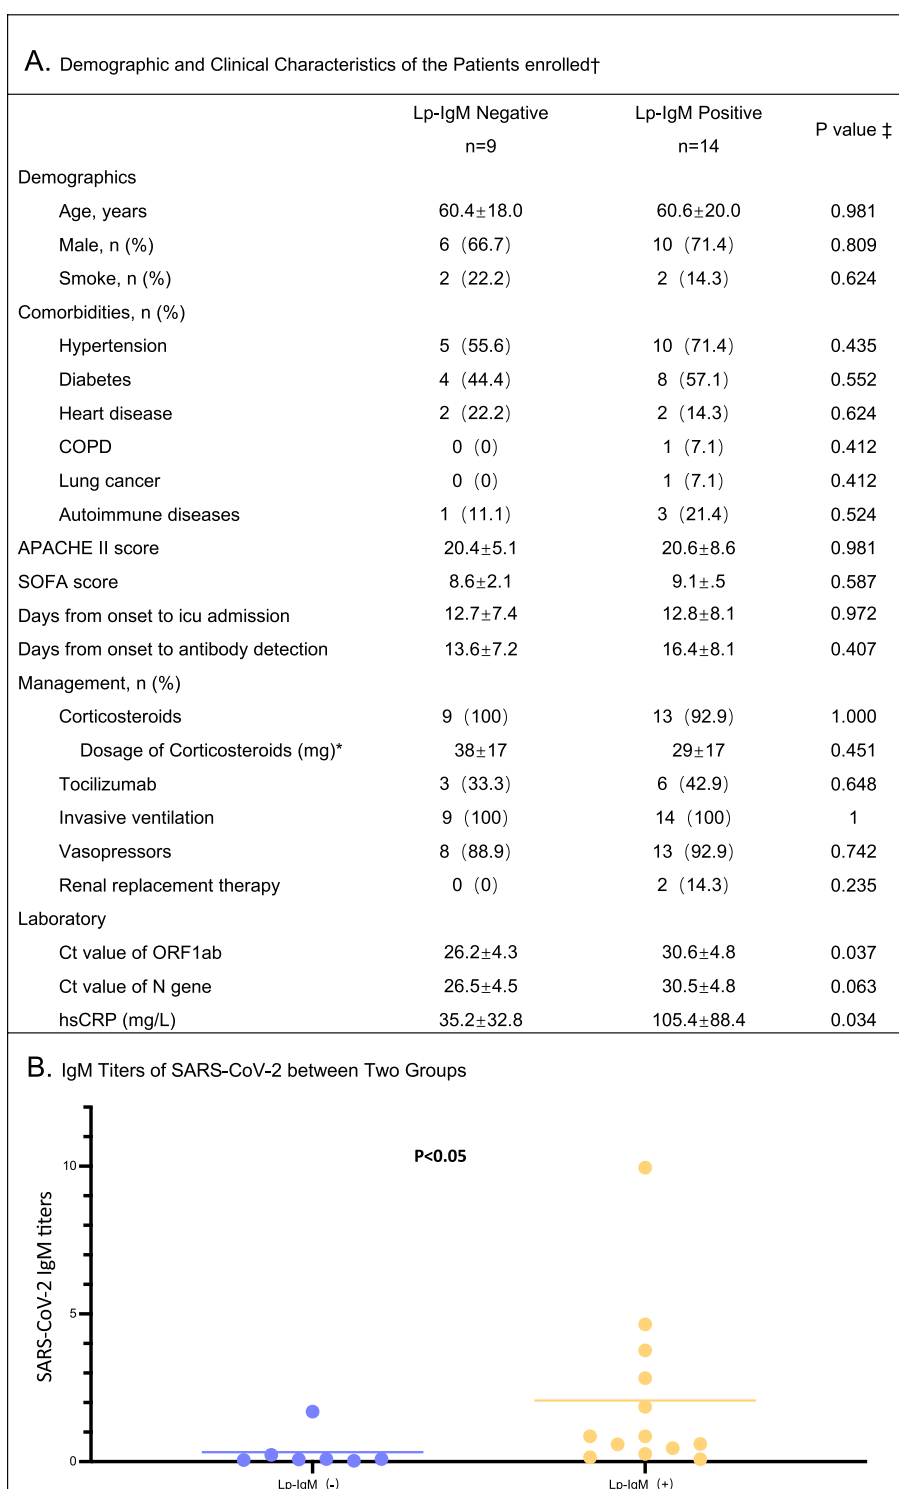 A. Demographic and Clinical Characteristics of the Patients enrolled†
Lp-IgM Negative Lp-IgM Positive P value ‡
n=9 n=14
Demographics
Age, years 60.4±18.0 60.6±20.0 0.981
Male, n (%) 6 (66.7) 10 (71.4) 0.809
Smoke, n (%) 2 (22.2) 2 (14.3) 0.624
Comorbidities, n (%)
Hypertension 5 (55.6) 10 (71.4) 0.435
Diabetes 4 (44.4) 8 (57.1) 0.552
Heart disease 2 (22.2) 2 (14.3) 0.624
COPD 0 (0) 1 (7.1) 0.412
Lung cancer 0 (0) 1 (7.1) 0.412
Autoimmune diseases 1 (11.1) 3 (21.4) 0.524
APACHE II score 20.4±5.1 20.6±8.6 0.981
SOFA score 8.6±2.1 9.1±.5 0.587
Days from onset to icu admission 12.7±7.4 12.8±8.1 0.972
Days from onset to antibody detection 13.6±7.2 16.4±8.1 0.407
Management, n (%)
Corticosteroids 9 (100) 13 (92.9) 1.000
Dosage of Corticosteroids (mg)* 38±17 29±17 0.451
Tocilizumab 3 (33.3) 6 (42.9) 0.648
Invasive ventilation 9 (100) 14 (100) 1
Vasopressors 8 (88.9) 13 (92.9) 0.742
Renal replacement therapy 0 (0) 2 (14.3) 0.235
Laboratory
Ct value of ORF1ab 26.2±4.3 30.6±4.8 0.037
Ct value of N gene 26.5±4.5 30.5±4.8 0.063
hsCRP (mg/L) 35.2±32.8 105.4±88.4 0.034
B. IgM Titers of SARS-CoV-2 between Two Groups
P<0.05
10
5
0
SARS-CoV-2 IgM titers
Lp-IgM (-) Lp-IgM (+)